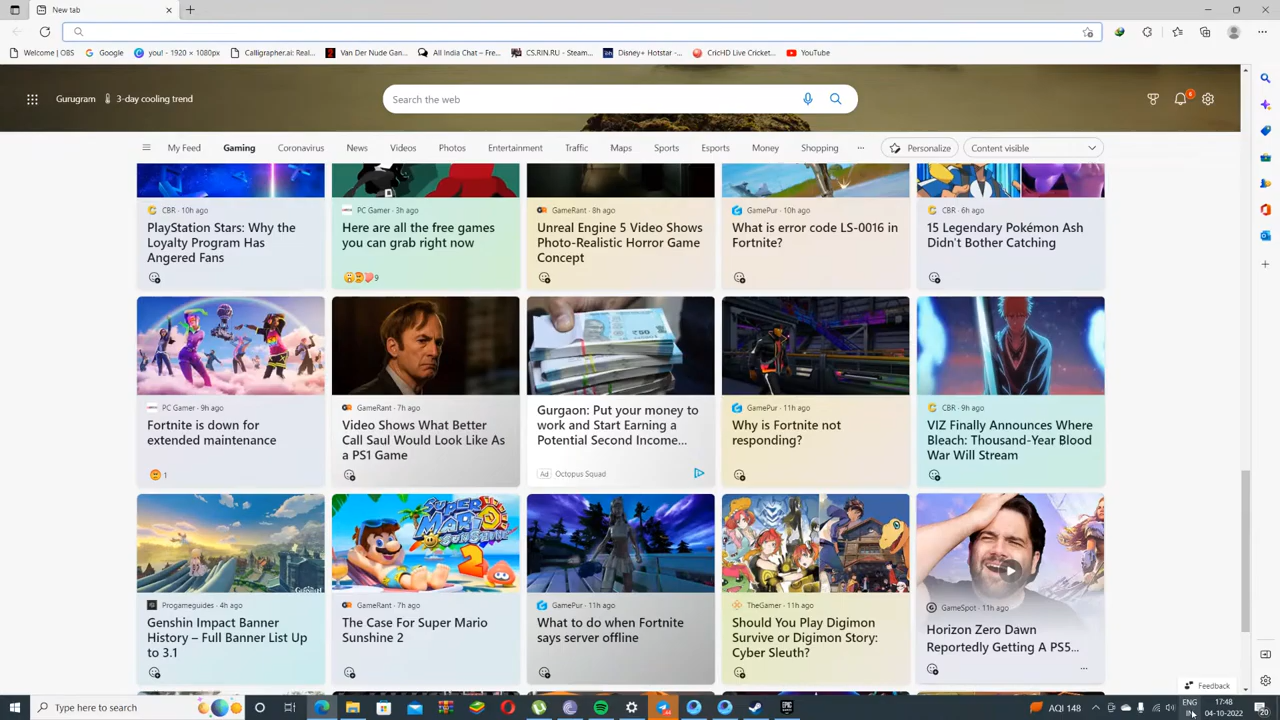 New tab
Welcome | OBS
Google
you! - 1920 × 1080px
Calligrapher.ai: Real...
Van Der Nude Gan...
All India Chat – Fre...
CS.RIN.RU - Steam...
Disney+ Hotstar -...
CricHD Live Cricket...
YouTube
Gurugram
3-day cooling trend
Search the web
6
My Feed
Gaming
Coronavirus
News
Videos
Photos
Entertainment
Traffic
Maps
Sports
Esports
Money
Shopping
Personalize
Content visible
CBR · 10h ago
PlayStation Stars: Why the
Loyalty Program Has
Angered Fans
PC Gamer · 3h ago
Here are all the free games
you can grab right now
9
GameRant · 8h ago
Unreal Engine 5 Video Shows
Photo-Realistic Horror Game
Concept
GamePur · 10h ago
What is error code LS-0016 in
Fortnite?
CBR · 6h ago
15 Legendary Pokémon Ash
Didn't Bother Catching
PC Gamer · 9h ago
Fortnite is down for
extended maintenance
1
GameRant · 7h ago
Video Shows What Better
Call Saul Would Look Like As
a PS1 Game
Gurgaon: Put your money to
work and Start Earning a
Potential Second Income...
Ad Octopus Squad
GamePur · 11h ago
Why is Fortnite not
responding?
CBR · 9h ago
VIZ Finally Announces Where
Bleach: Thousand-Year Blood
War Will Stream
Progameguides · 4h ago
Genshin Impact Banner
History – Full Banner List Up
to 3.1
SUPER
MARIO
SUNSHINE
2
GameRant · 7h ago
The Case For Super Mario
Sunshine 2
GamePur · 11h ago
What to do when Fortnite
says server offline
TheGamer · 11h ago
Should You Play Digimon
Survive or Digimon Story:
Cyber Sleuth?
GameSpot · 11h ago
Horizon Zero Dawn
Reportedly Getting A PS5...
Feedback
Type here to search
AQI 148
ENG
17:48
04-10-2022
20